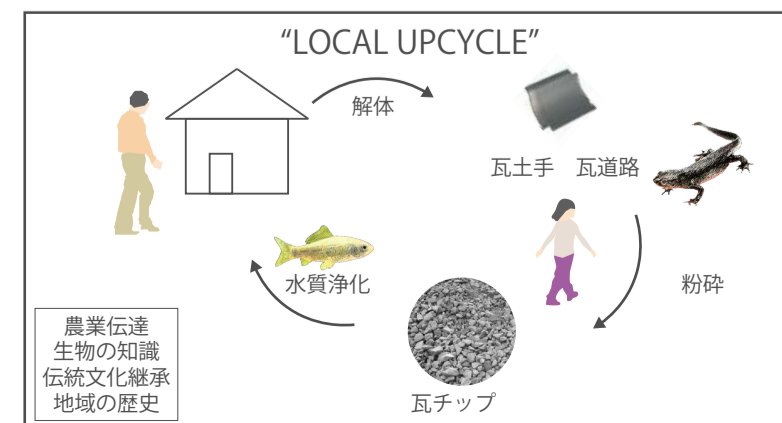 “LOCAL UPCYCLE”
解体
瓦土手　瓦道路
水質浄化
粉砕
農業伝達
生物の知識
伝統文化継承
地域の歴史
瓦チップ